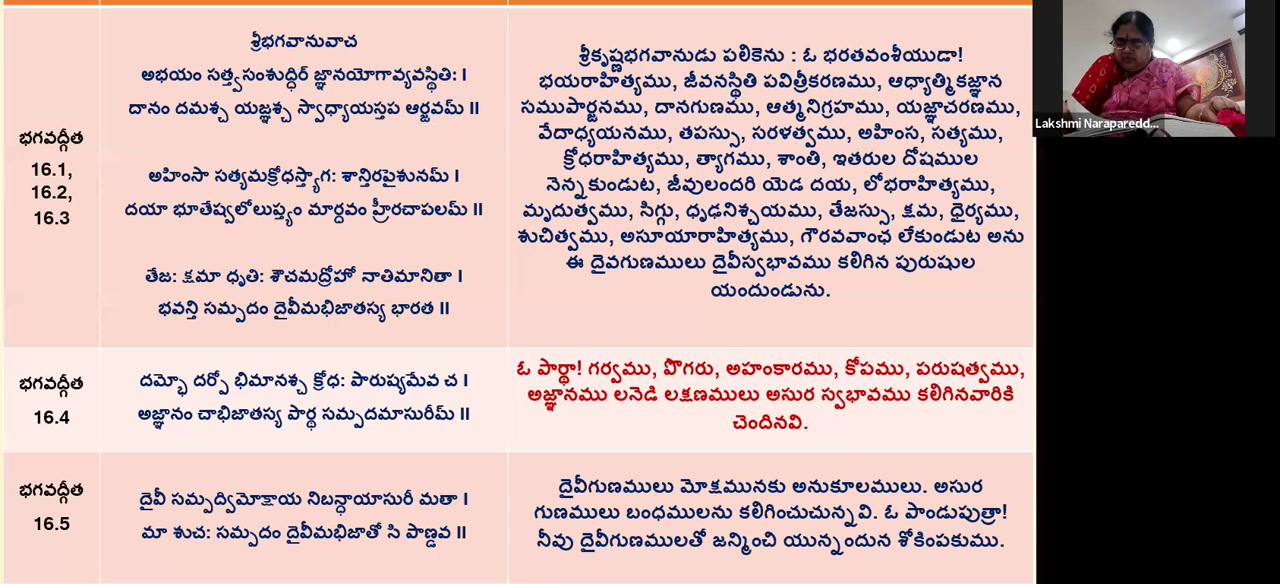 భగవద్గీత
16.1,
16.2,
16.3
శ్రీభగవానువాచ
అభయం సత్త్వసంశుద్ధిర్ జ్ఞానయోగావ్యవస్థితి: I
దానం దమశ్చ యజ్ఞశ్చ స్వాధ్యాయస్తప ఆర్జవమ్ II
అహింసా సత్యమక్రోధస్త్యాగ: శాన్తిరపైశునమ్ I
దయా భూతేష్వలోలుప్త్యం మార్దవం హ్రీరచాపలమ్ II
తేజ: క్షమా ధృతి: శౌచమద్రోహో నాతిమానితా I
భవన్తి సమ్పదం దైవీమభిజాతస్య భారత II
శ్రీకృష్ణభగవానుడు పలికెను : ఓ భరతవంశీయుడా!
భయరాహిత్యము, జీవనస్థితి పవిత్రీకరణము, ఆధ్యాత్మికజ్ఞాన
సముపార్జనము, దానగుణము, ఆత్మనిగ్రహము, యజ్ఞాచరణము,
వేదాధ్యయనము, తపస్సు, సరళత్వము, అహింస, సత్యము,
క్రోధరాహిత్యము, త్యాగము, శాంతి, ఇతరుల దోషముల
నెన్నకుండుట, జీవులందరి యెడ దయ, లోభరాహిత్యము,
మృదుత్వము, సిగ్గు, ధృఢనిశ్చయము, తేజస్సు, క్షమ, ధైర్యము,
శుచిత్వము, అసూయారాహిత్యము, గౌరవవాంఛ లేకుండుట అను
ఈ దైవగుణములు దైవీస్వభావము కలిగిన పురుషుల
యందుండును.
భగవద్గీత
16.4
దమ్భో దర్పో భిమానశ్చ క్రోధ: పారుష్యమేవ చ I
అజ్ఞానం చాభిజాతస్య పార్థ సమ్పదమాసురీమ్ II
ఓ పార్థా! గర్వము, పొగరు, అహంకారము, కోపము, పరుషత్వము,
అజ్ఞానము లనెడి లక్షణములు అసుర స్వభావము కలిగినవారికి
చెందినవి.
భగవద్గీత
16.5
దైవీ సమ్పద్విమోక్షాయ నిబన్ధాయాసురీ మతా I
మా శుచ: సమ్పదం దైవీమభిజాతో సి పాణ్డవ II
దైవీగుణములు మోక్షమునకు అనుకూలములు. అసుర
గుణములు బంధములను కలిగించుచున్నవి. ఓ పాండుపుత్రా!
నీవు దైవీగుణములతో జన్మించి యున్నందున శోకింపకుము.
Lakshmi Narapared­d...